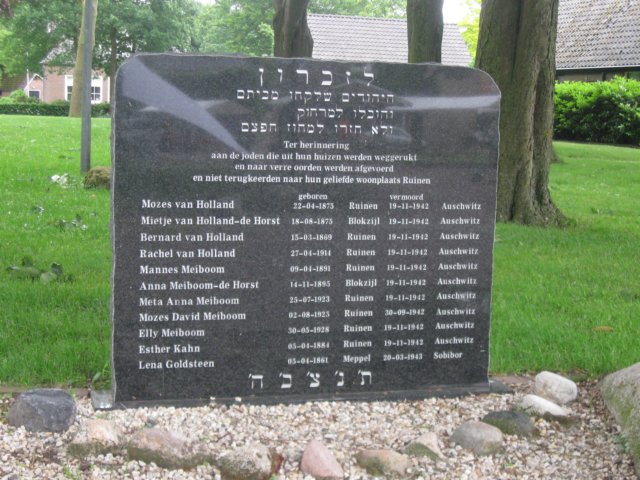 לזכרון
היהודים שלקחו מביתם
והובלו למרחק
ולא חזרו למחוז חפצם
Ter herinnering
aan de joden die uit hun huizen werden weggerukt
en naar verre oorden werden afgevoerd
en niet terugkeerden naar hun geliefde woonplaats Ruinen
geboren vermoord
Mozes van Holland 22-04-1875 Ruinen 19-11-1942 Auschwitz
Mietje van Holland-de Horst 18-08-1875 Blokzijl 19-11-1942 Auschwitz
Bernard van Holland 15-03-1869 Ruinen 19-11-1942 Auschwitz
Rachel van Holland 27-04-1914 Ruinen 19-11-1942 Auschwitz
Mannes Meiboom 09-04-1891 Ruinen 19-11-1942 Auschwitz
Anna Meiboom-de Horst 14-11-1895 Blokzijl 19-11-1942 Auschwitz
Meta Anna Meiboom 25-07-1923 Ruinen 19-11-1942 Auschwitz
Mozes David Meiboom 02-08-1925 Ruinen 30-09-1942 Auschwitz
Elly Meiboom 30-05-1928 Ruinen 19-11-1942 Auschwitz
Esther Kahn 05-04-1884 Ruinen 19-11-1942 Auschwitz
Lena Goldsteen 05-04-1861 Meppel 20-03-1943 Sobibor
ת׳ נ׳צ׳ב׳ה׳